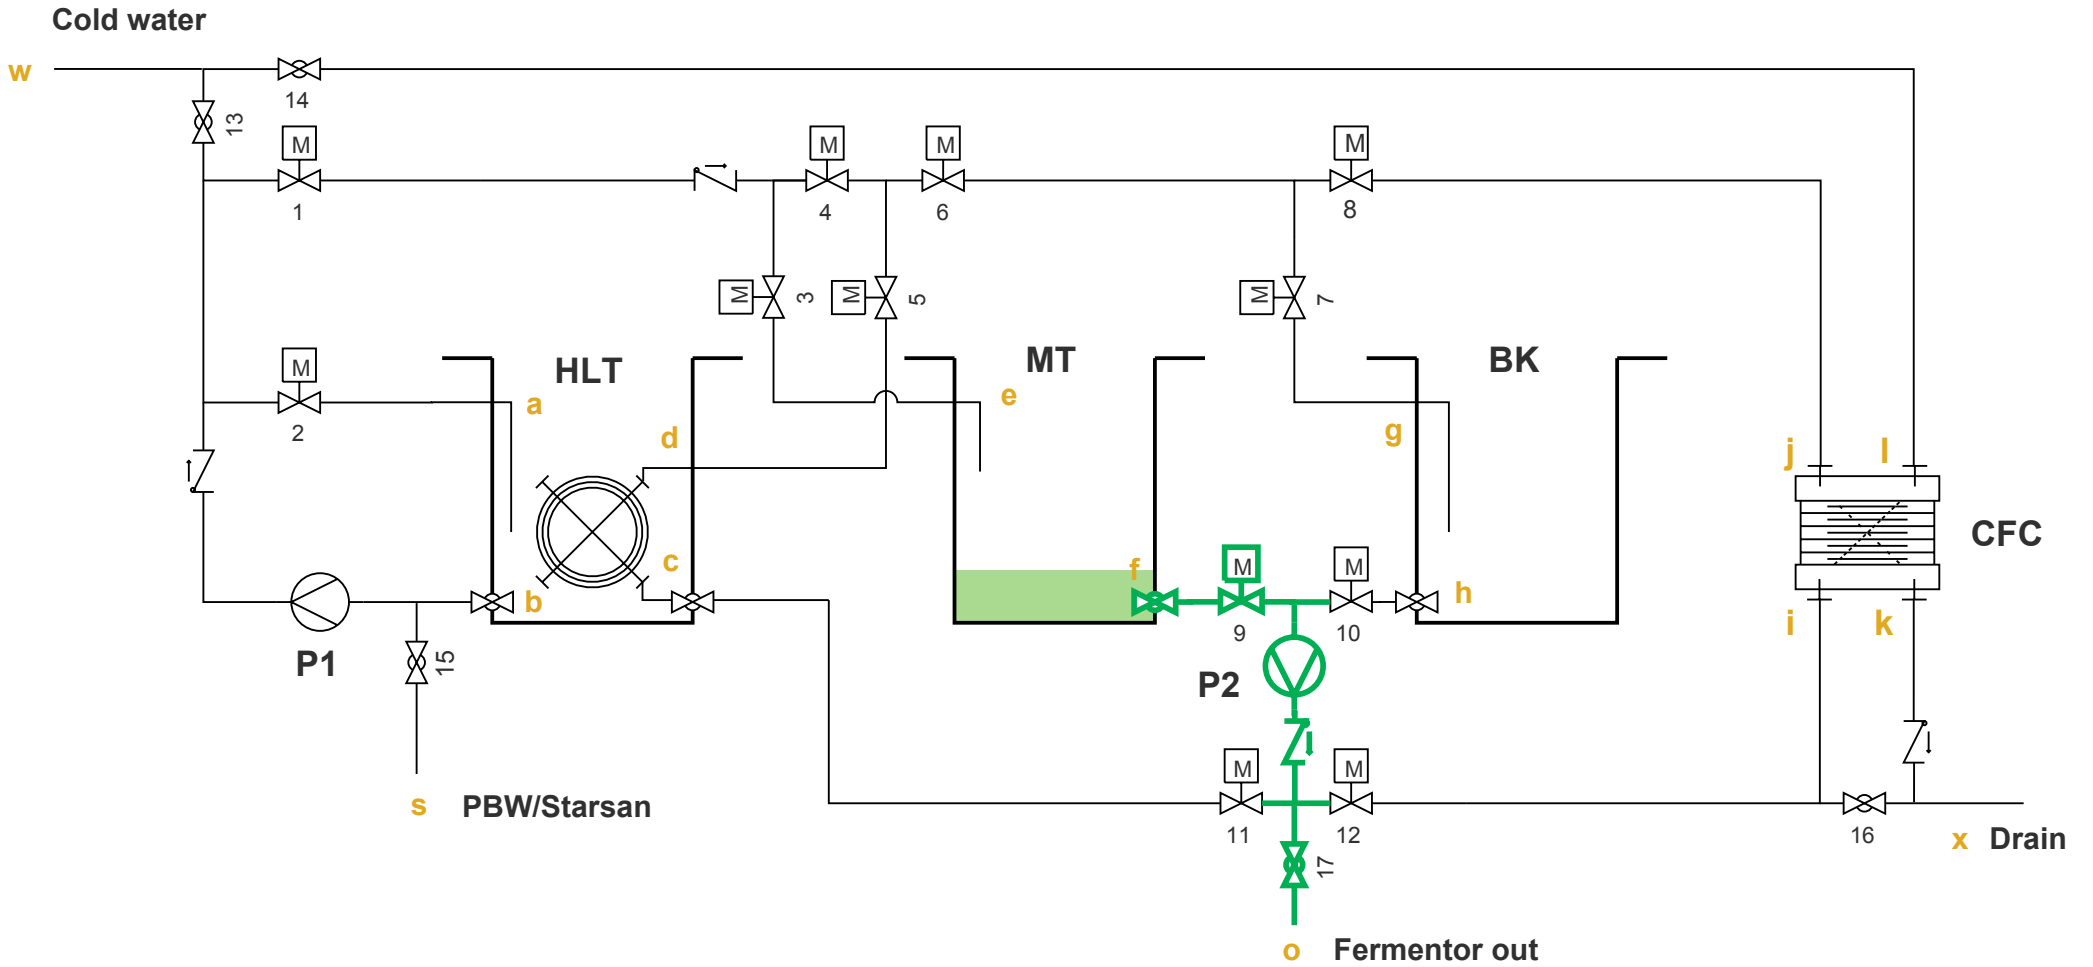 Cold water
w
14
13
M
M
M
M
1
4
6
8
M
3
M
5
M
7
M
HLT
MT
BK
2
a
e
d
g
j
l
c
CFC
f
M
M
b
h
9
10
i
k
P1
15
P2
M
M
s
PBW/Starsan
11
12
16
x
Drain
17
o
Fermentor out